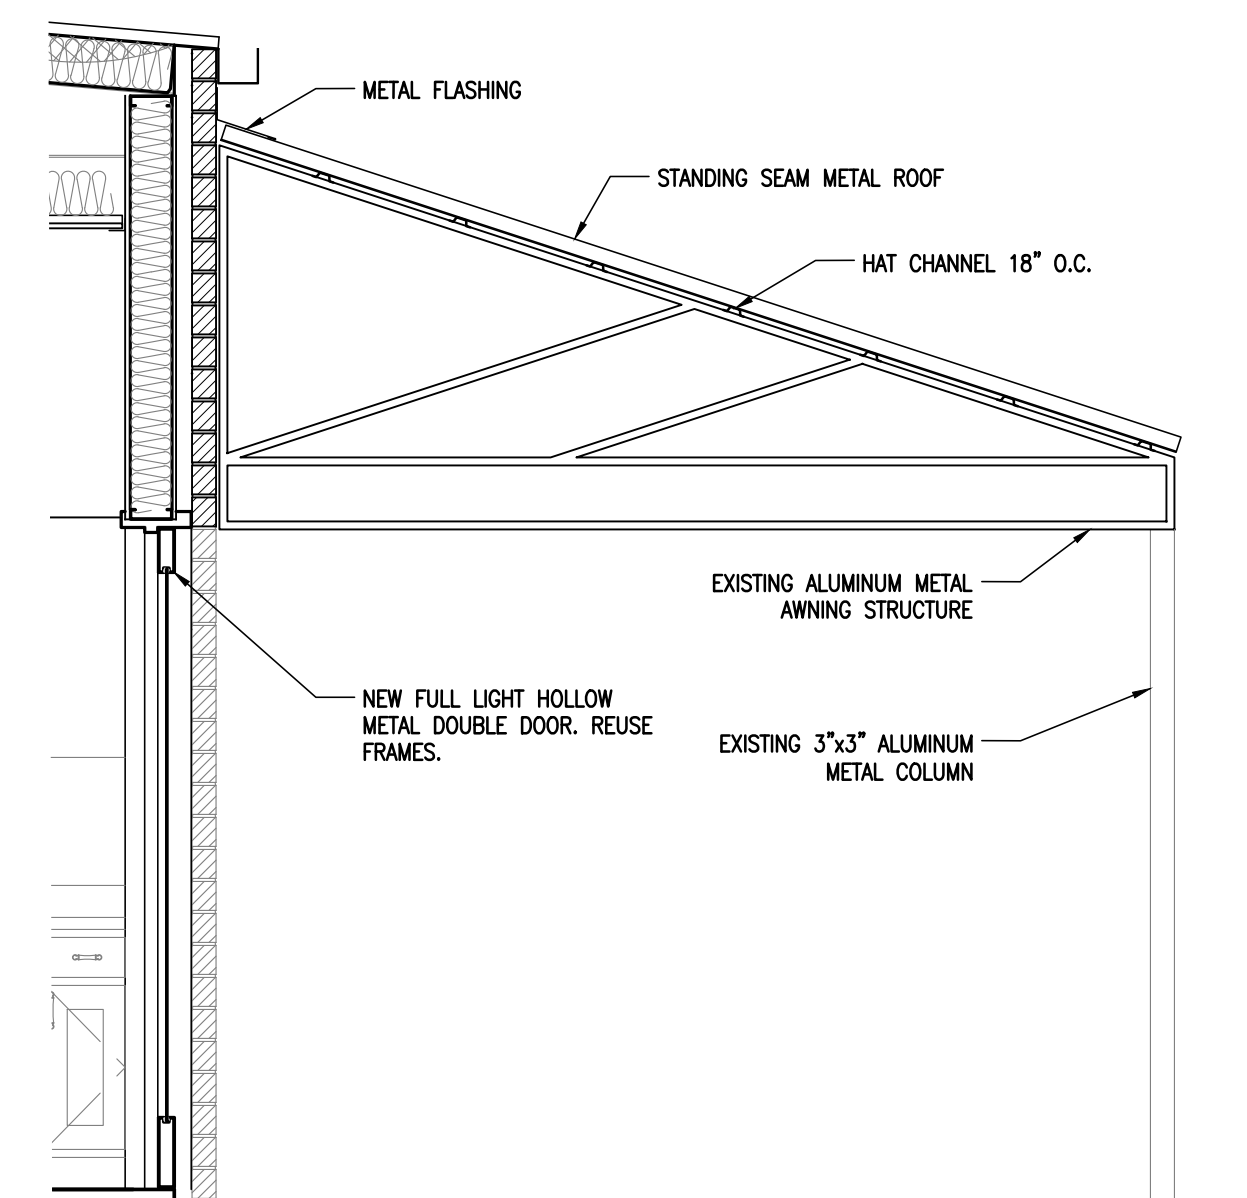 METAL FLASHING
STANDING SEAM METAL ROOF
HAT CHANNEL 18" O.C.
EXISTING ALUMINUM METAL
AWNING STRUCTURE
NEW FULL LIGHT HOLLOW
METAL DOUBLE DOOR. REUSE
FRAMES.
EXISTING 3"x3" ALUMINUM
METAL COLUMN